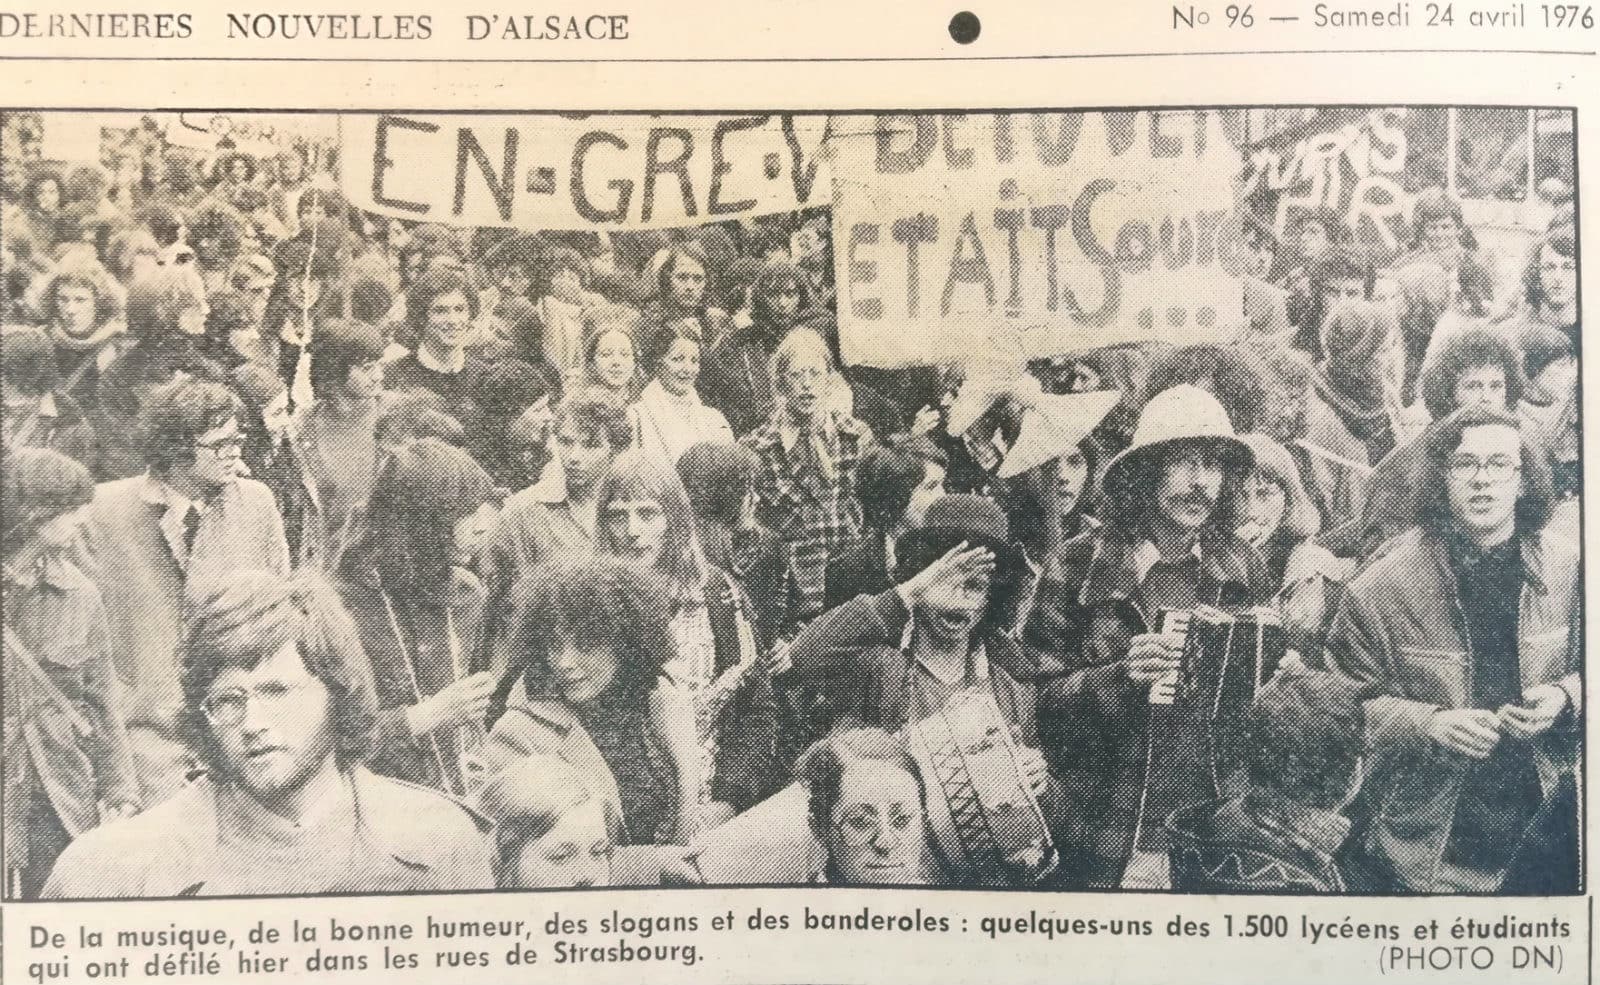 DERNIERES NOUVELLES D'ALSACE
No 96 — Samedi 24 avril 1976
EN-GREV
BETOVEN
ETAIT Sourd
...
De la musique, de la bonne humeur, des slogans et des banderoles : quelques-uns des 1.500 lycéens et étudiants
qui ont défilé hier dans les rues de Strasbourg.
(PHOTO DN)